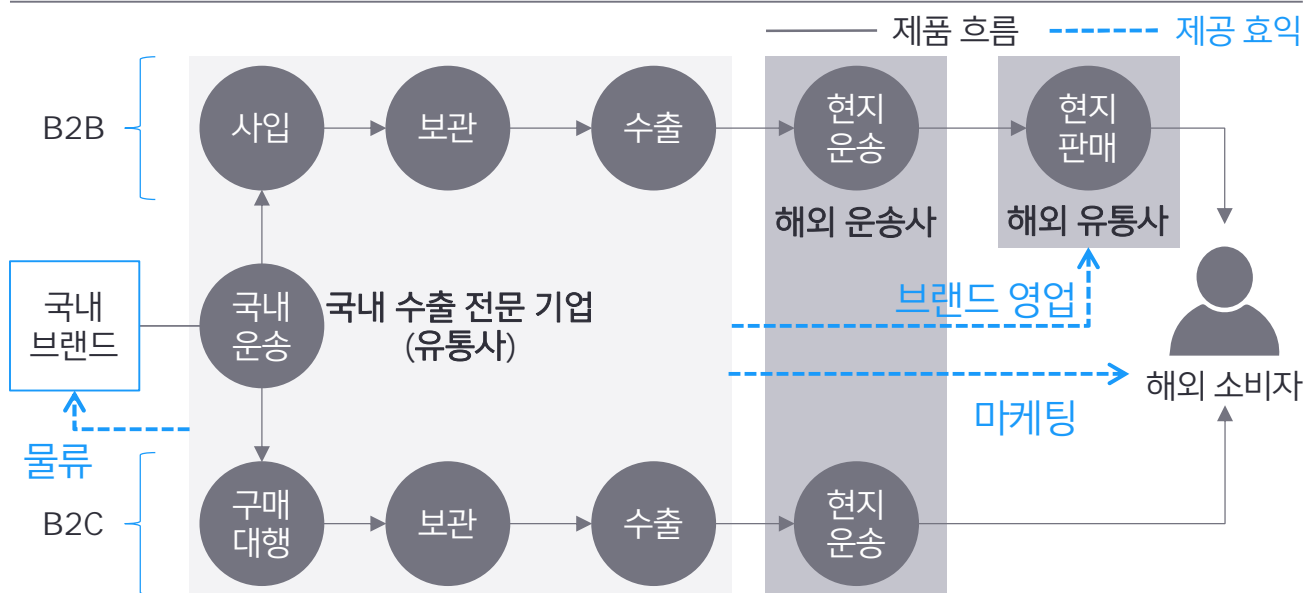 제품 흐름
제공 효익
B2B
사입
보관
수출
현지
운송
현지
판매
해외 운송사
해외 유통사
국내
브랜드
국내
운송
국내 수출 전문 기업
(유통사)
브랜드 영업
해외 소비자
마케팅
물류
B2C
구매
대행
보관
수출
현지
운송